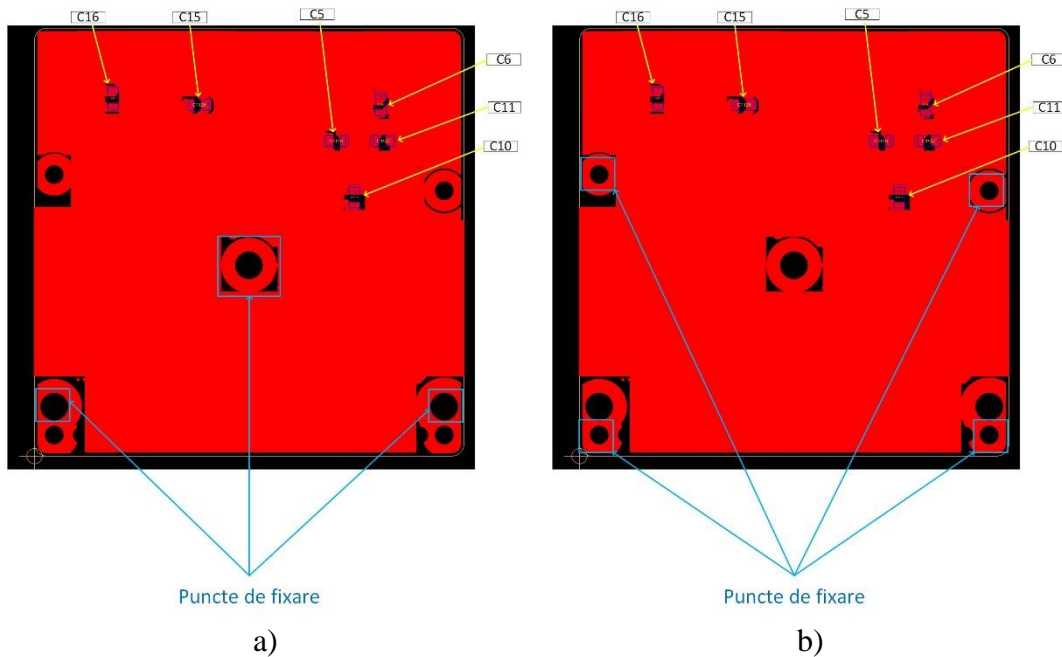 C16 C15 C5 C16 C15 C5
C6 C6
C11 C11
C10 C10
Puncte de fixare Puncte de fixare
a) b)